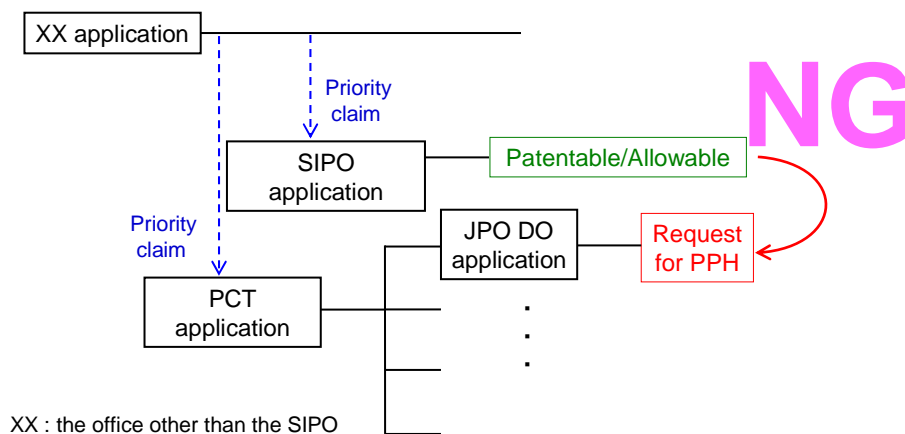 XX application
NG
Priority
claim
SIPO
application
Patentable/Allowable
Priority
claim
JPO DO
application
Request
for PPH
PCT
application
XX : the office other than the SIPO